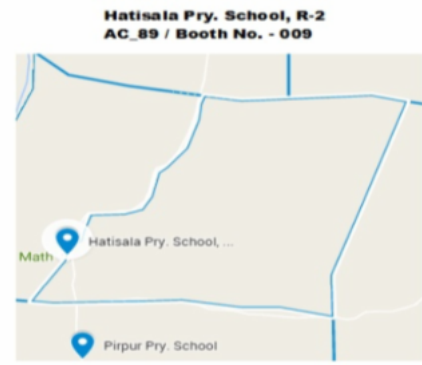 Hatisala Pry. School, R-2
AC_89 / Booth No. - 009
Hatisala Pry. School, ...
Math
Pirpur Pry. School